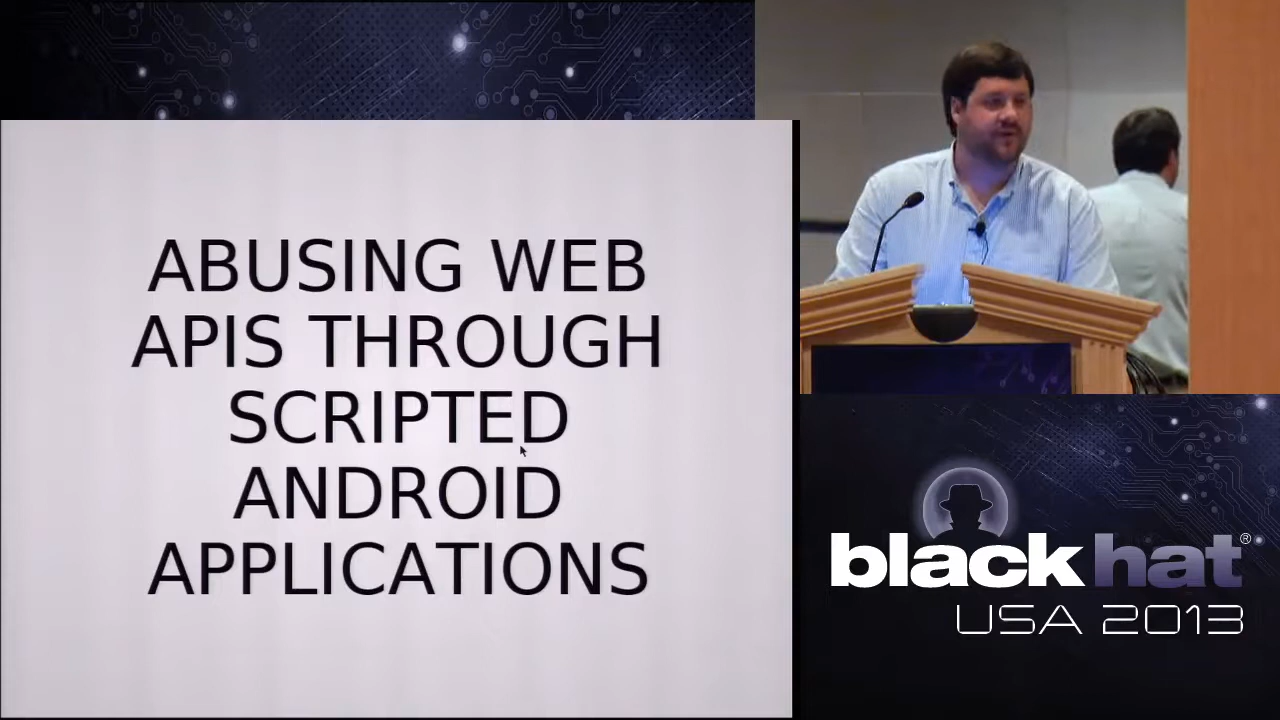 ABUSING WEB
APIS THROUGH
SCRIPTED
ANDROID
APPLICATIONS
black hat®
USA 2013